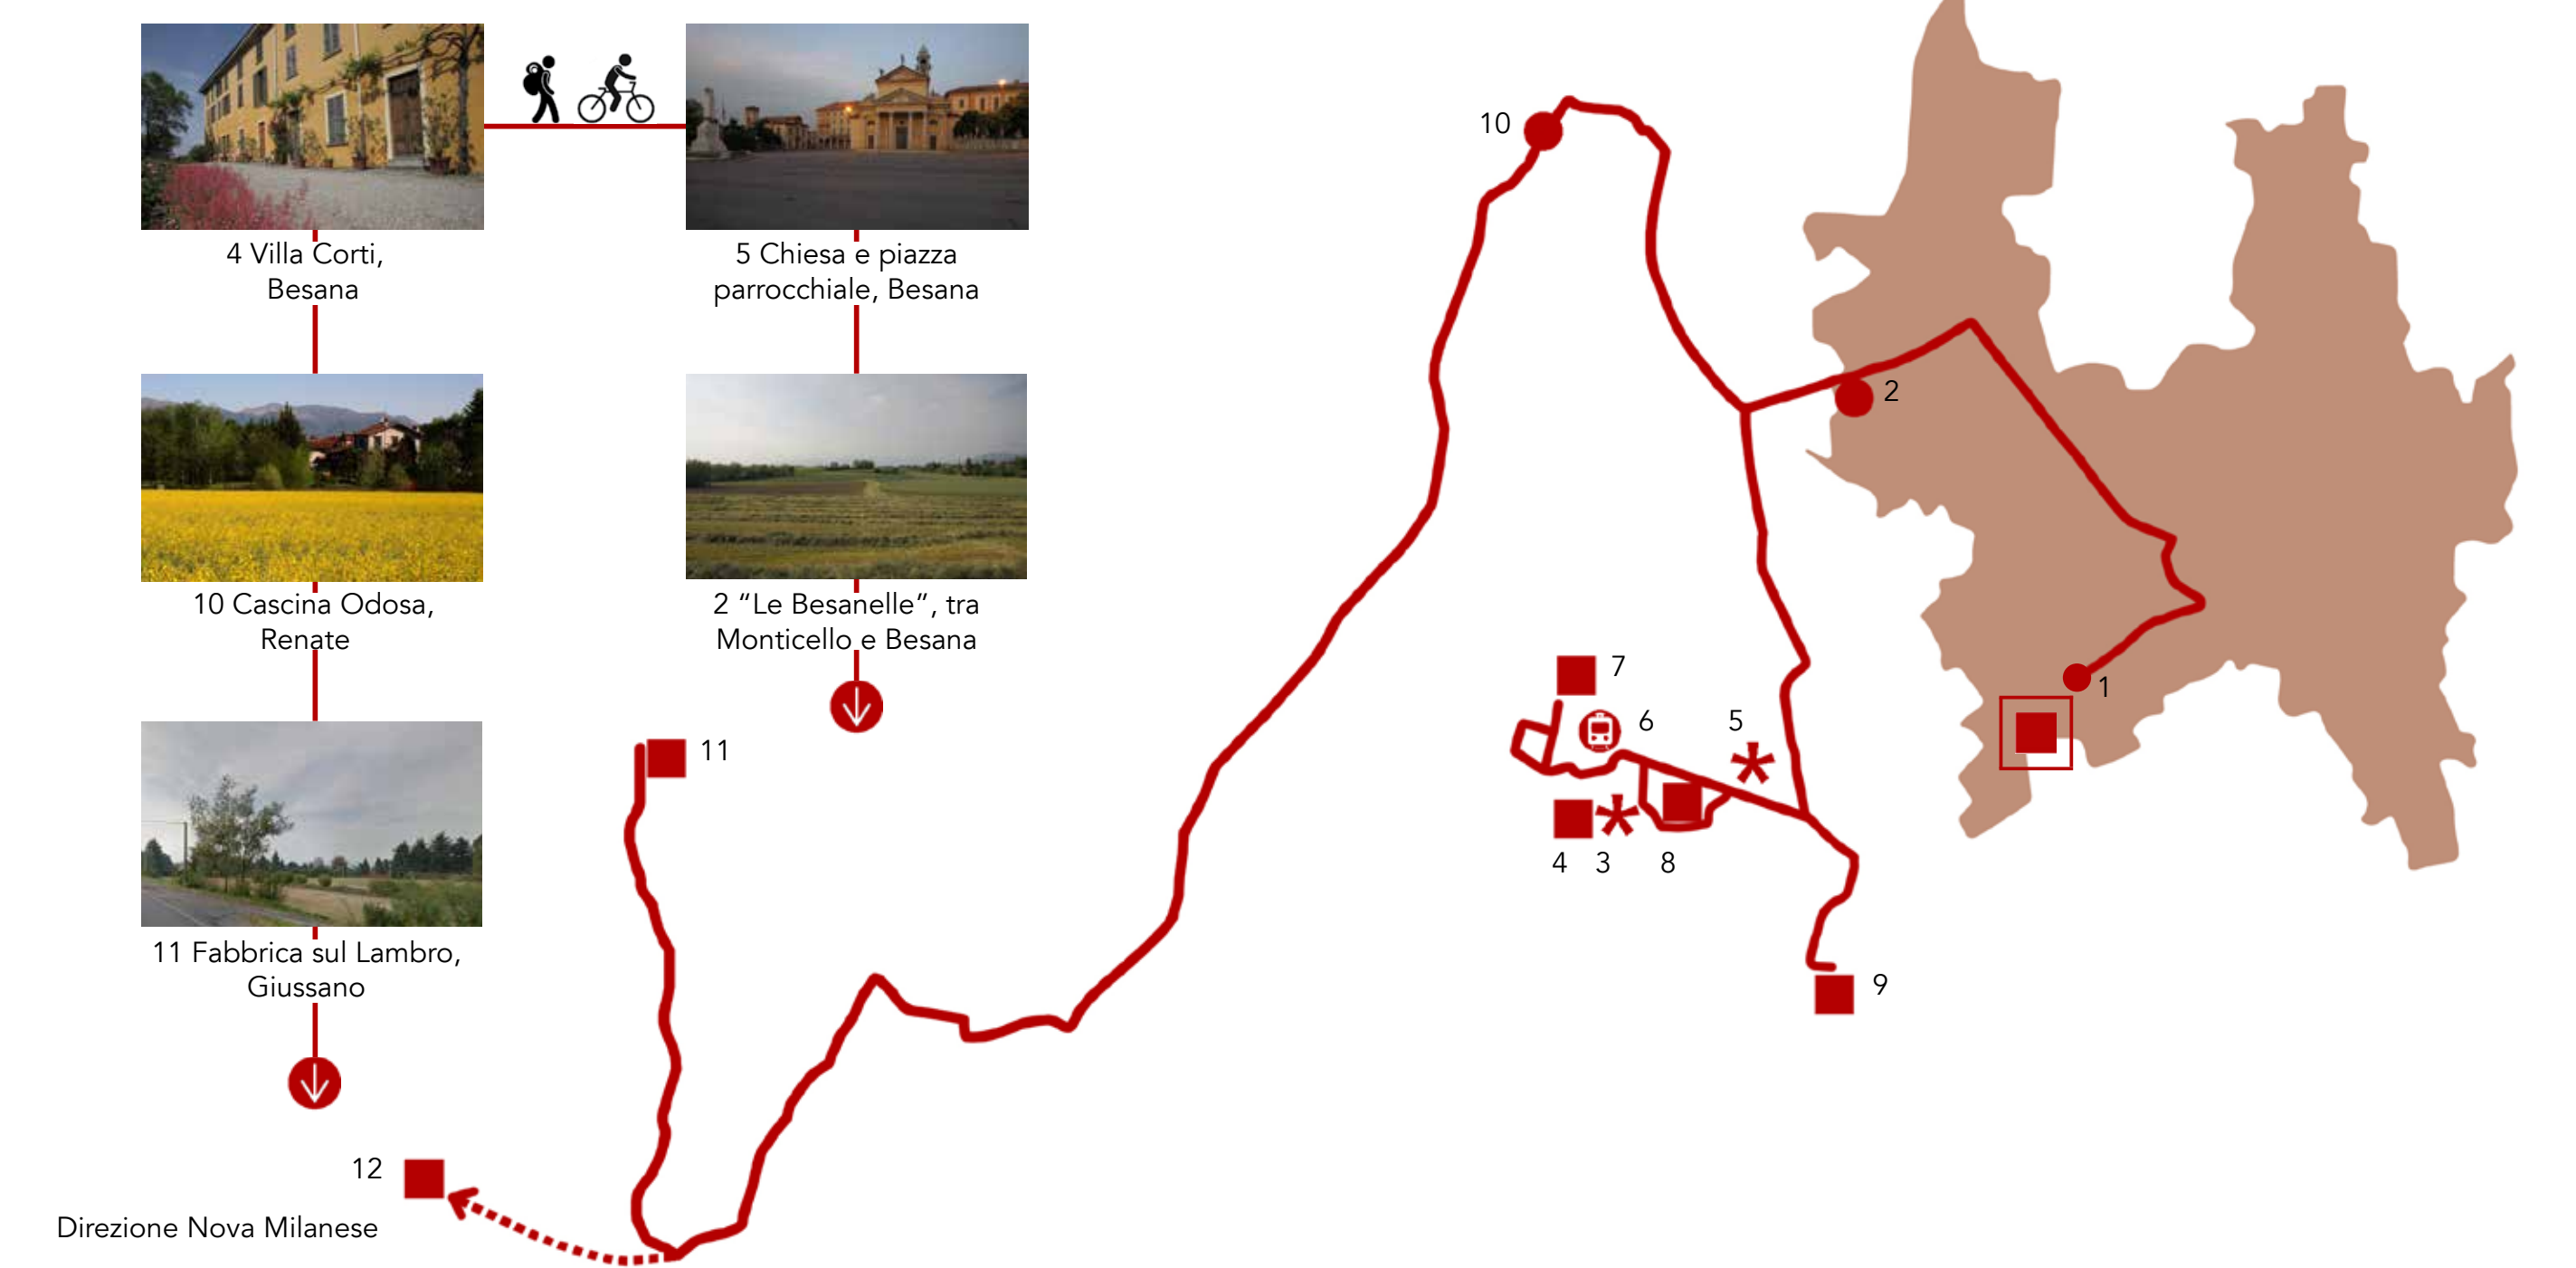 4 Villa Corti,
Besana
5 Chiesa e piazza
parrocchiale, Besana
10 Cascina Odosa,
Renate
2 “Le Besanelle”, tra
Monticello e Besana
11 Fabbrica sul Lambro,
Giussano
10
2
1
7
6
5
11
4
3
8
9
12
Direzione Nova Milanese